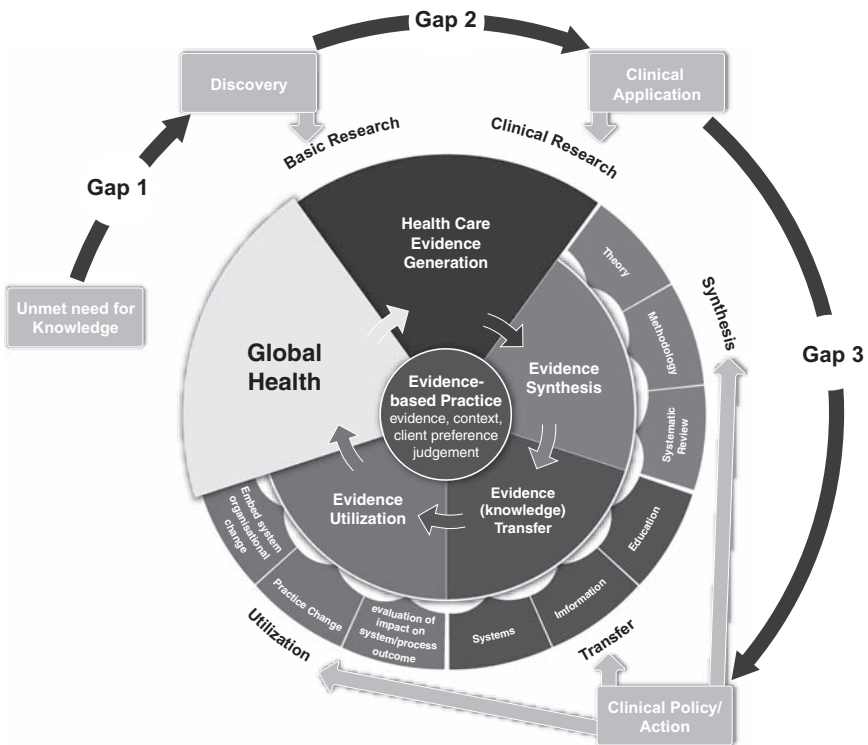 Gap 2
Discovery
Clinical
Application
Basic Research
Clinical Research
Gap 1
Unmet need for
Knowledge
Health Care
Evidence
Generation
Global
Health
Evidence-
based Practice
evidence, context,
client preference
judgement
Evidence
Synthesis
Evidence
(knowledge)
Transfer
Evidence
Utilization
Theory
Methodology
Systematic
Review
Synthesis
Gap 3
Education
Imformation
Systems
Transfer
evaluation of
impact on
system/process
outcome
Practice Change
Embed system
organisational
change
Utilization
Clinical Policy/
Action